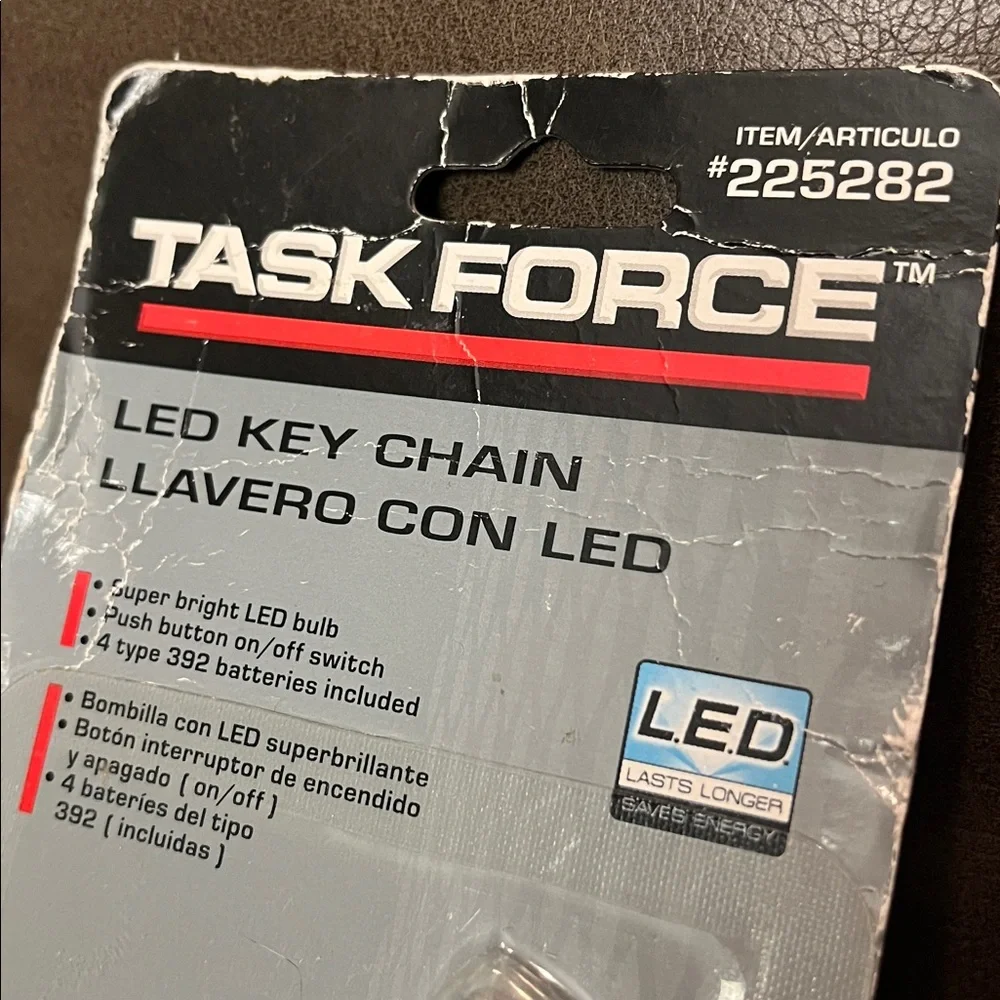 ITEM/ARTICULO
#225282
TASK FORCE™
LED KEY CHAIN
LLAVERO CON LED
• Super bright LED bulb
• Push button on/off switch
• 4 type 392 batteries included
• Bombilla con LED superbrillante
• Botón interruptor de encendido
y apagado ( on/off )
• 4 bateríes del tipo
392 ( incluidas )
L.E.D
LASTS LONGER
SAVES ENERGY